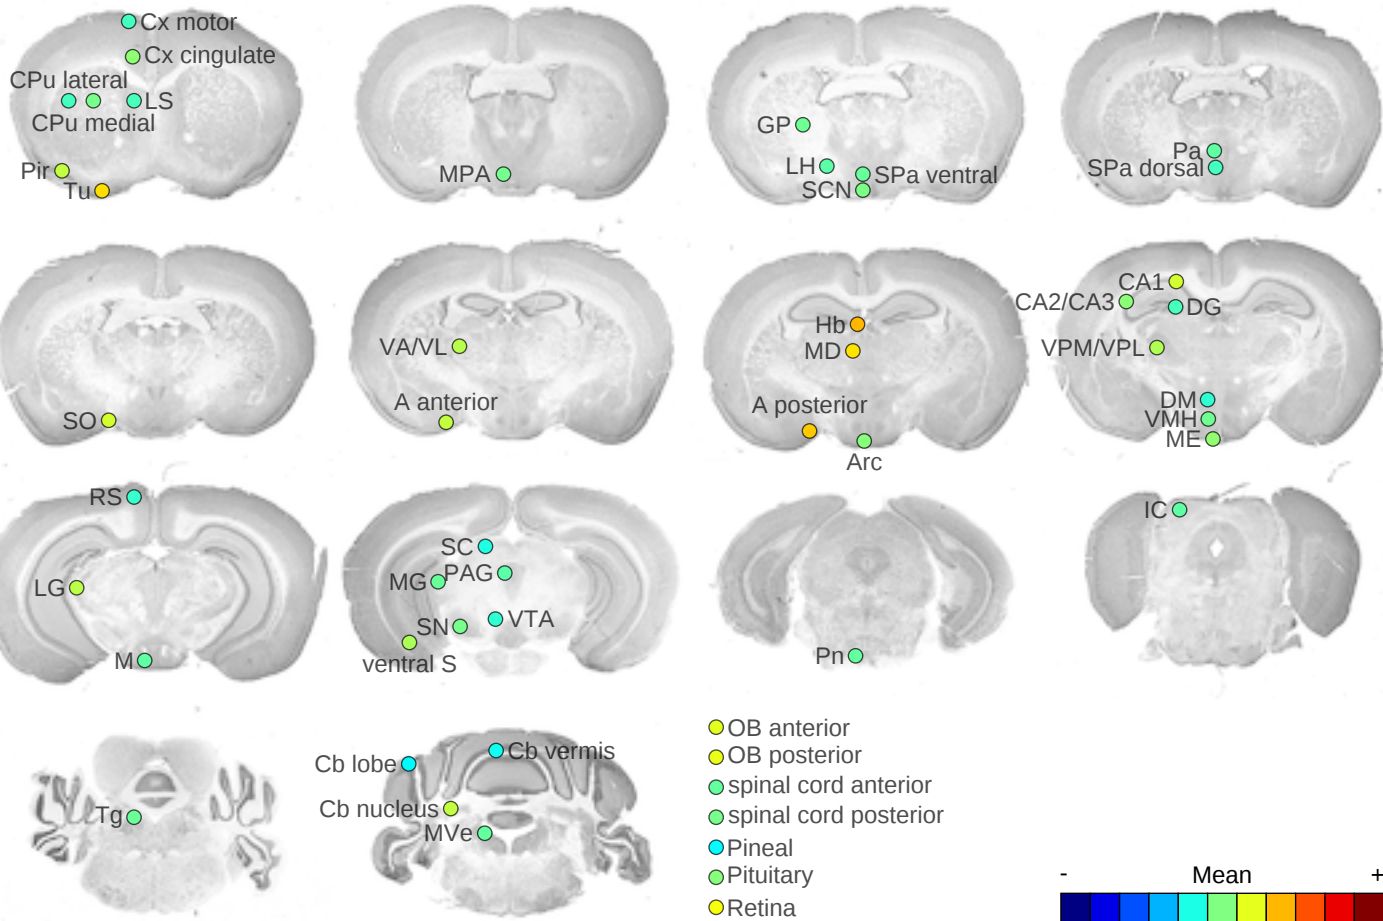 Cx motor
Cx cingulate
CPu lateral
LS
CPu medial
Pir
Tu
MPA
GP
LH
SPa ventral
SCN
Pa
SPa dorsal
SO
VA/VL
A anterior
Hb
MD
A posterior
Arc
CA1
CA2/CA3
DG
VPM/VPL
DM
VMH
ME
RS
LG
M
SC
PAG
MG
VTA
SN
ventral S
Pn
IC
Tg
Cb vermis
Cb lobe
Cb nucleus
MVe
OB anterior
OB posterior
spinal cord anterior
spinal cord posterior
Pineal
Pituitary
Retina
- Mean +